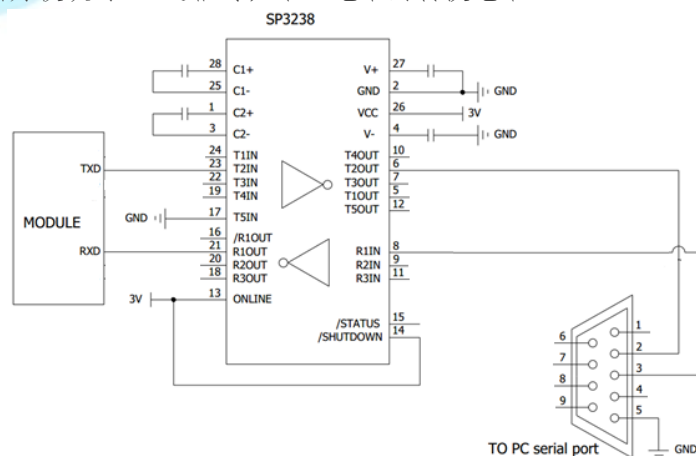 SP3238
28 C1+ V+ 27
25 C1- GND 2 GND
1 C2+ VCC 26 3V
3 C2- V- 4 GND
24 T1IN T4OUT 10
TXD 23 T2IN T2OUT 6
22 T3IN T3OUT 7
19 T4IN T1OUT 5
T5OUT 12
MODULE GND 17 T5IN
16 /R1OUT
RXD 21 R1OUT R1IN 8
20 R2OUT R2IN 9
18 R3OUT R3IN 11
3V 13 ONLINE
/STATUS 15
/SHUTDOWN 14
1
6
2
7
3
8
4
9
5
TO PC serial port GND